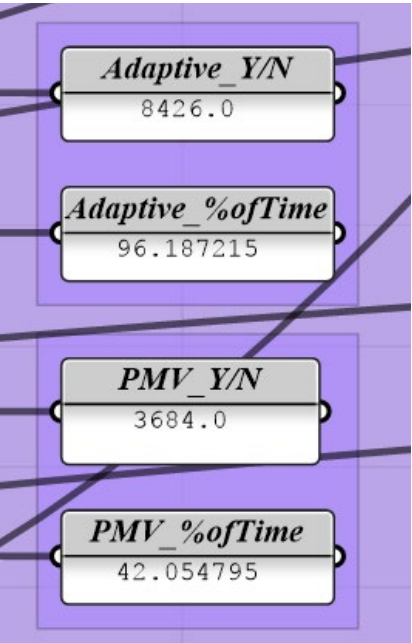 Adaptive_Y/N
8426.0
Adaptive_%ofTime
96.187215
PMV_Y/N
3684.0
PMV_%ofTime
42.054795